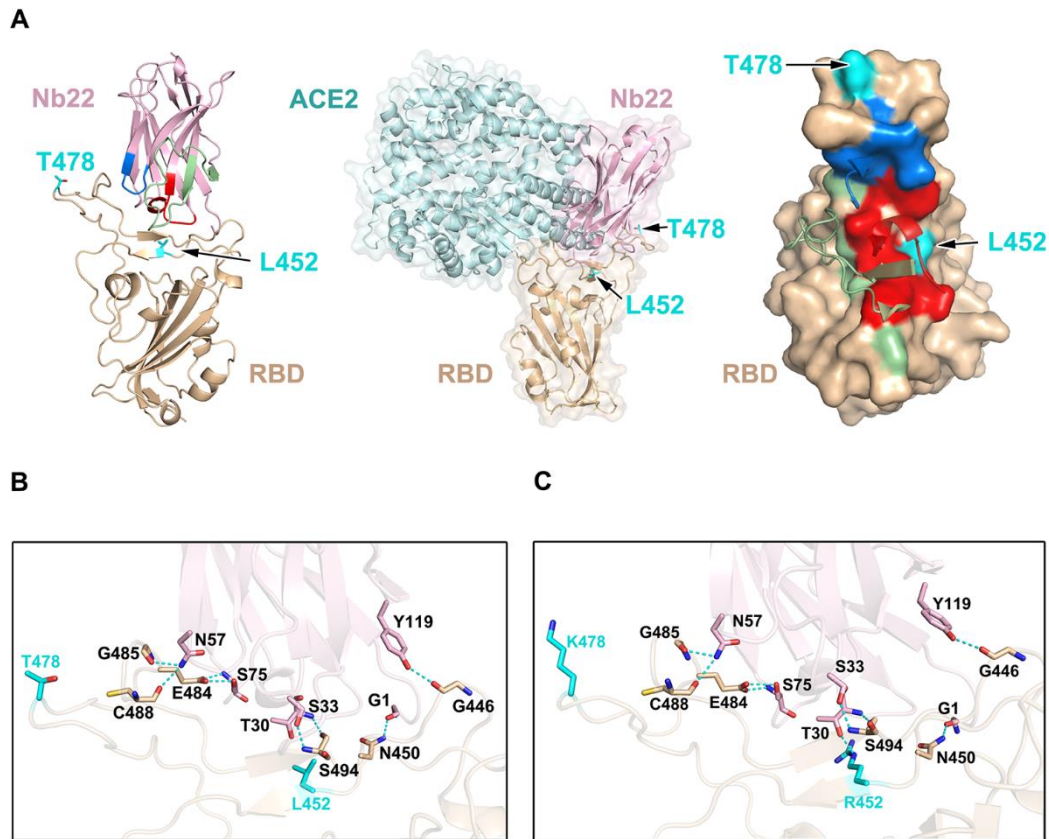 A
Nb22
T478
L452
RBD
ACE2
Nb22
T478
L452
RBD
T478
L452
RBD
B
T478
G485
N57
C488
E484
S75
T30
S33
S494
L452
G1
N450
Y119
G446
C
K478
G485
N57
C488
E484
S75
T30
S33
S494
R452
G1
N450
Y119
G446